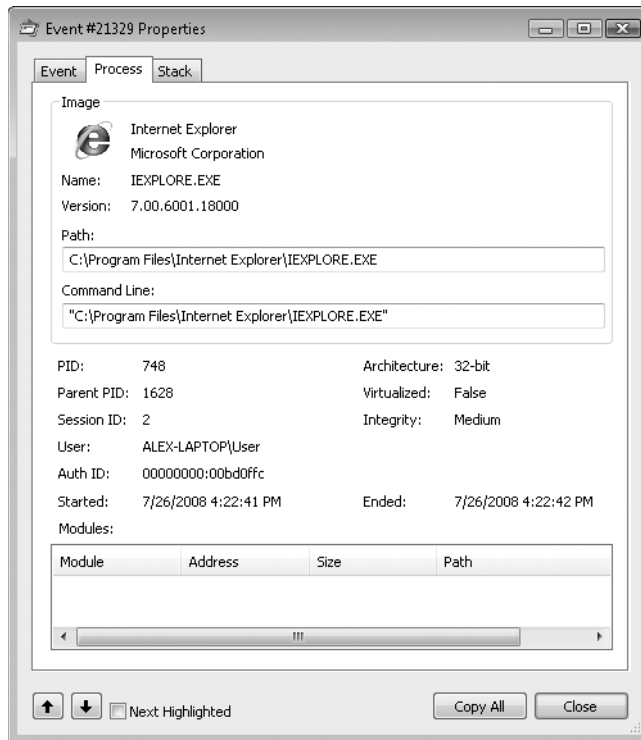 Event #21329 Properties
Event Process Stack
Image
Internet Explorer
Microsoft Corporation
Name: IEXPLORE.EXE
Version: 7.00.6001.18000
Path:
C:\Program Files\Internet Explorer\IEXPLORE.EXE
Command Line:
"C:\Program Files\Internet Explorer\IEXPLORE.EXE"
PID: 748 Architecture: 32-bit
Parent PID: 1628 Virtualized: False
Session ID: 2 Integrity: Medium
User: ALEX-LAPTOP\User
Auth ID: 00000000:00bd0ffc
Started: 7/26/2008 4:22:41 PM Ended: 7/26/2008 4:22:42 PM
Modules:
Module Address Size Path
Next Highlighted Copy All Close